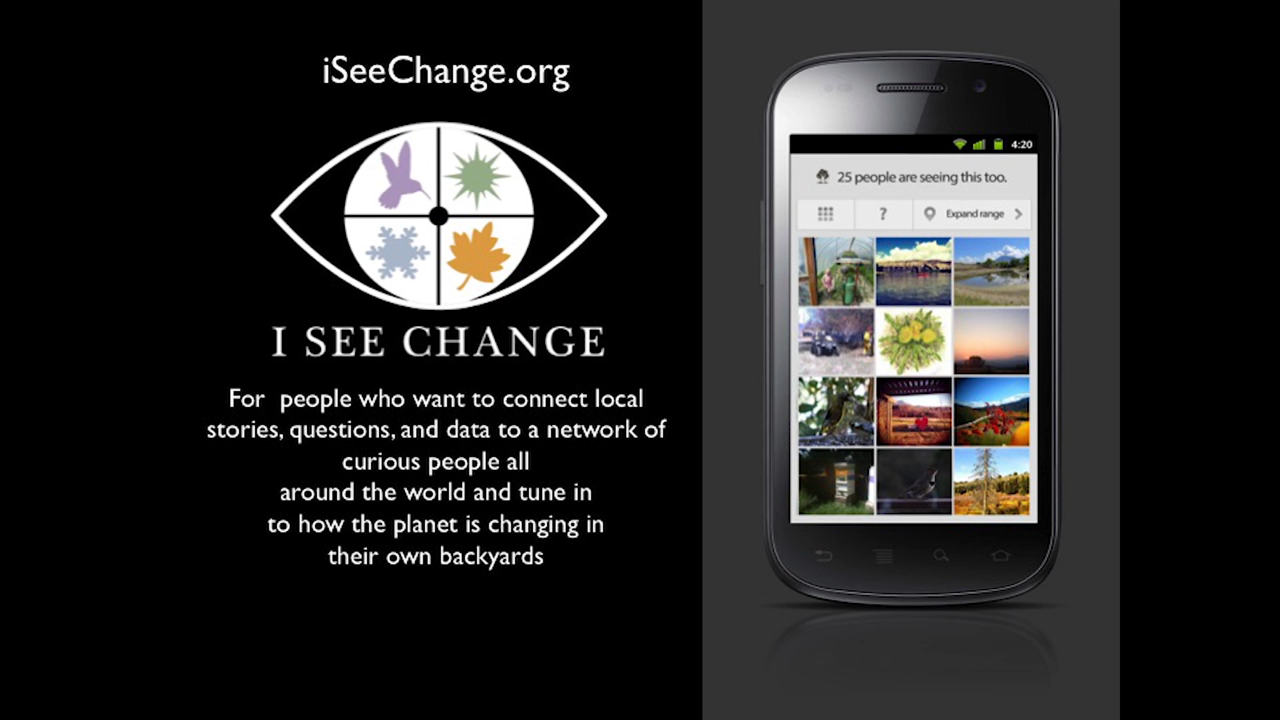 iSeeChange.org
I SEE CHANGE
For  people who want to connect local
stories, questions, and data to a network of
curious people all
around the world and tune in
to how the planet is changing in
their own backyards
4:20
25 people are seeing this too.
?
Expand range